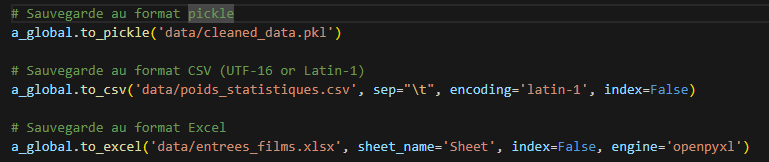 # Sauvegarde au format pickle
a_global.to_pickle('data/cleaned_data.pkl')
# Sauvegarde au format CSV (UTF-16 or Latin-1)
a_global.to_csv('data/poids_statistiques.csv', sep="\t", encoding='latin-1', index=False)
# Sauvegarde au format Excel
a_global.to_excel('data/entrees_films.xlsx', sheet_name='Sheet', index=False, engine='openpyxl')